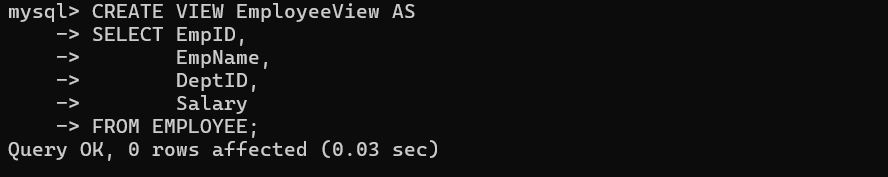 mysql> CREATE VIEW EmployeeView AS
    -> SELECT EmpID,
    ->        EmpName,
    ->        DeptID,
    ->        Salary
    -> FROM EMPLOYEE;
Query OK, 0 rows affected (0.03 sec)